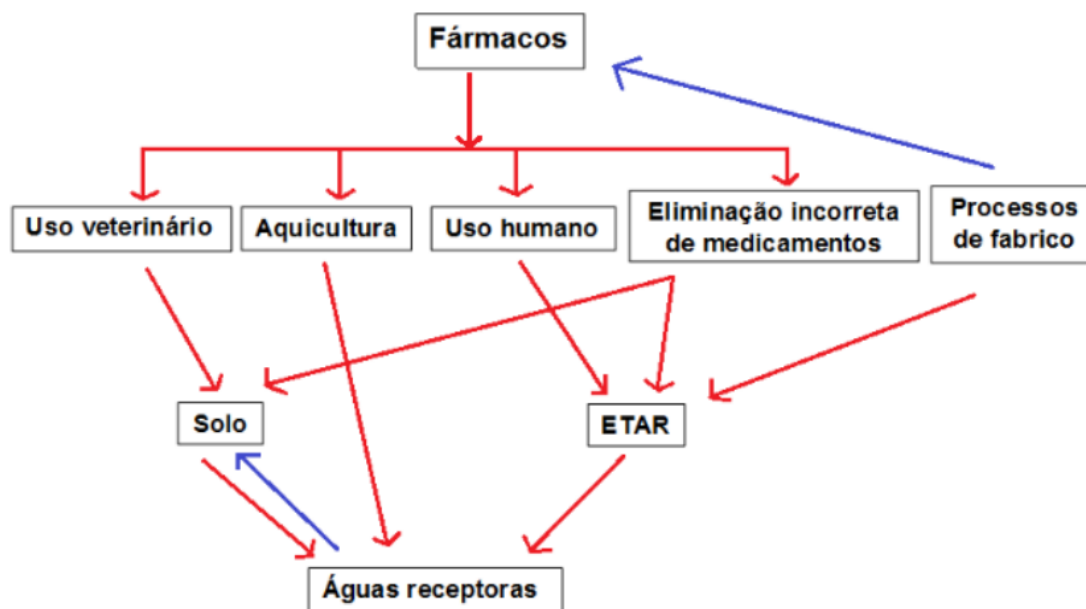 Fármacos
Uso veterinário
Aquicultura
Uso humano
Eliminação incorreta
de medicamentos
Processos
de fabrico
Solo
ETAR
Águas receptoras